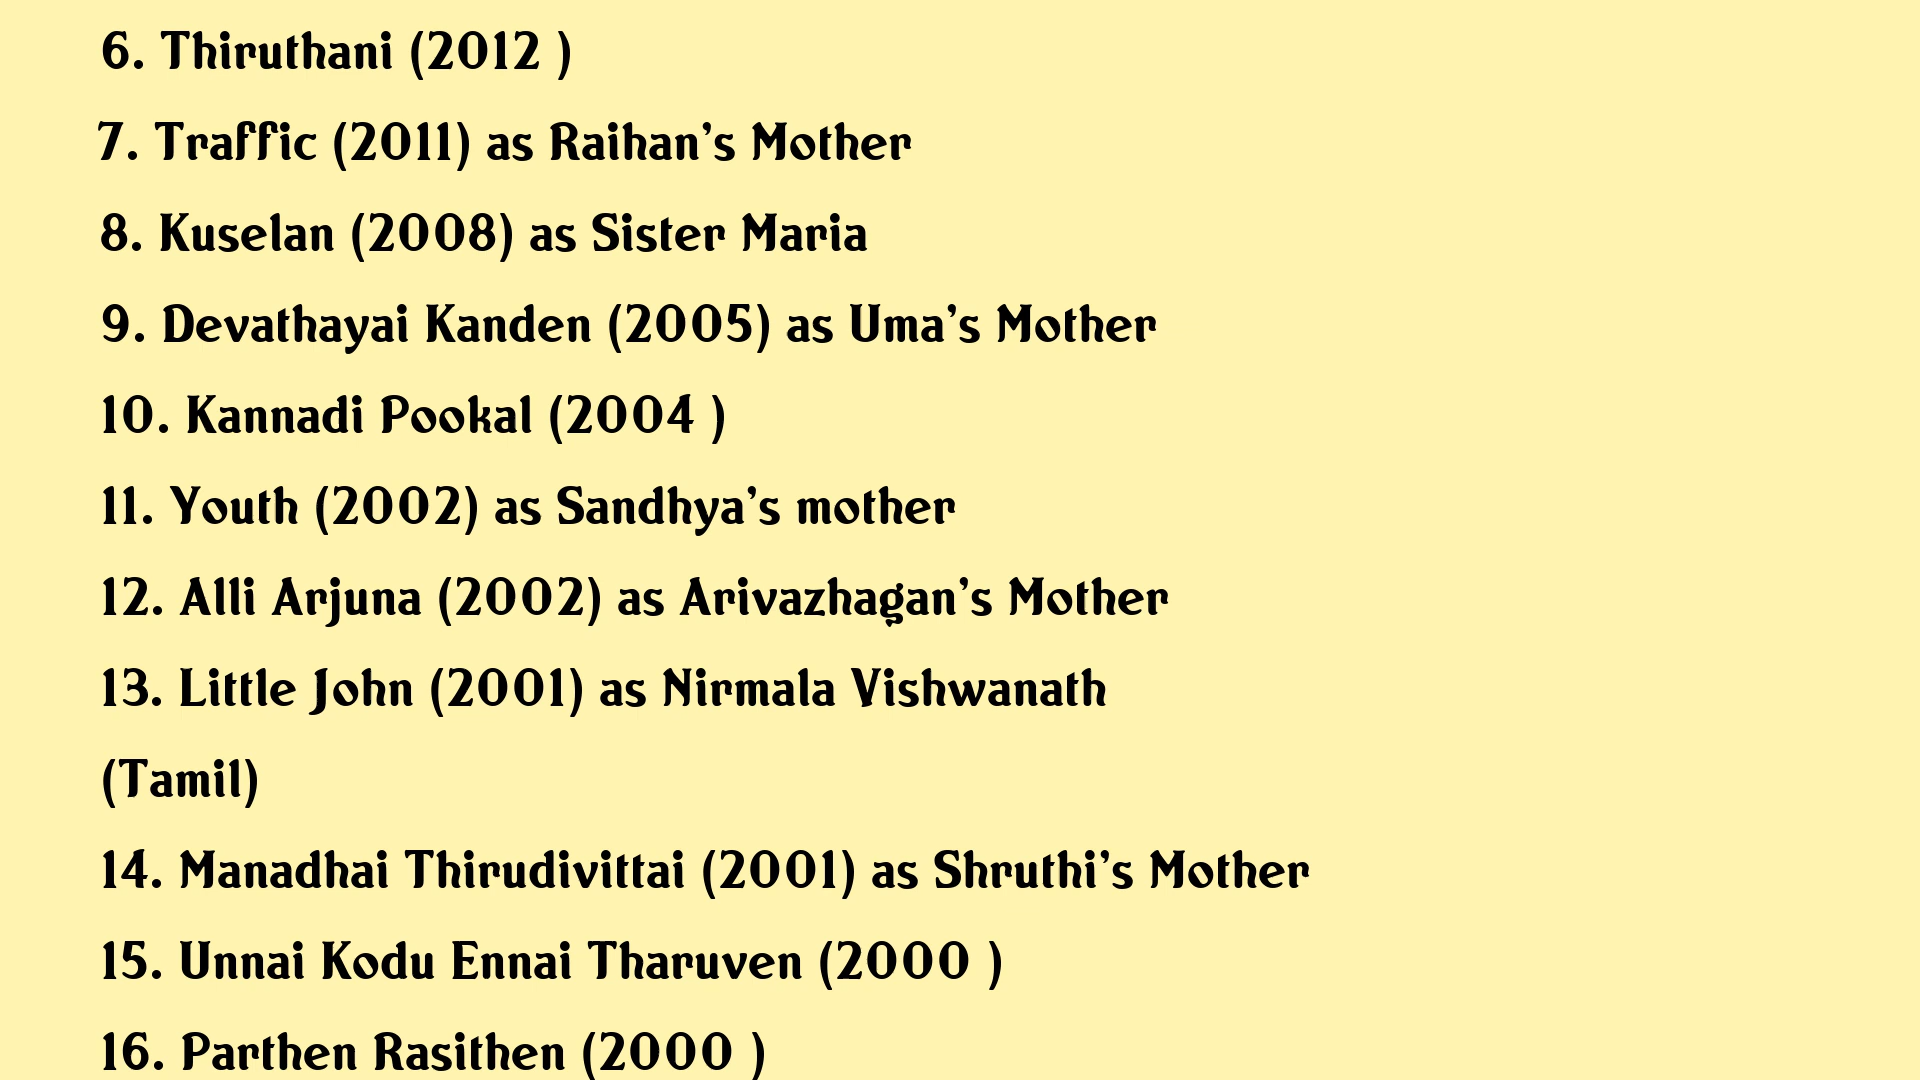 6. Thiruthani (2012 )
7. Traffic (2011) as Raihan's Mother
8. Kuselan (2008) as Sister Maria
9. Devathayai Kanden (2005) as Uma's Mother
10. Kannadi Pookal (2004 )
11. Youth (2002) as Sandhya's mother
12. Alli Arjuna (2002) as Arivazhagan's Mother
13. Little John (2001) as Nirmala Vishwanath
(Tamil)
14. Manadhai Thirudivittai (2001) as Shruthi's Mother
15. Unnai Kodu Ennai Tharuven (2000 )
16. Parthen Rasithen (2000 )